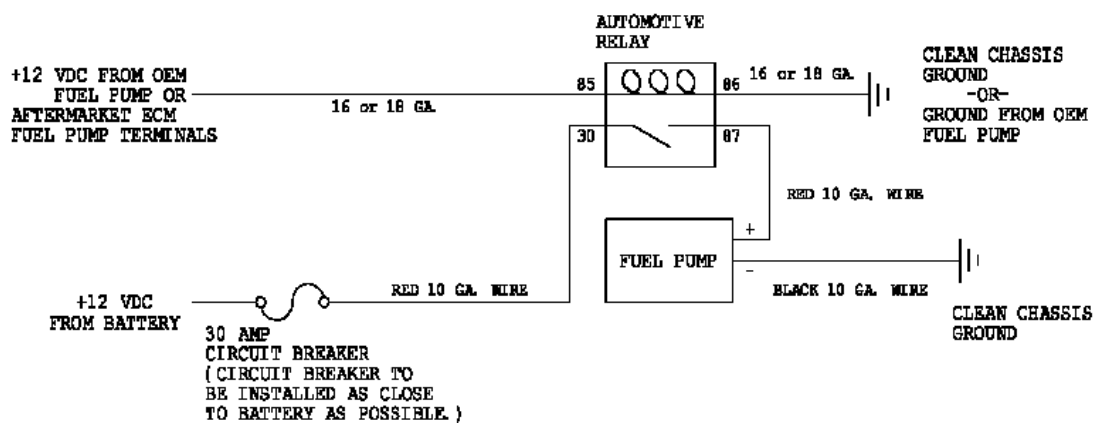 AUTOMOTIVE
RELAY
+12 VDC FROM OEM
FUEL PUMP OR
AFTERMARKET ECM
FUEL PUMP TERMINALS
16 or 18 GA.
85
86
30
87
16 or 18 GA.
CLEAN CHASSIS
GROUND
-OR-
GROUND FROM OEM
FUEL PUMP
RED 10 GA. WIRE
FUEL PUMP
+
-
BLACK 10 GA. WIRE
CLEAN CHASSIS
GROUND
+12 VDC
FROM BATTERY
RED 10 GA. WIRE
30 AMP
CIRCUIT BREAKER
(CIRCUIT BREAKER TO
BE INSTALLED AS CLOSE
TO BATTERY AS POSSIBLE.)